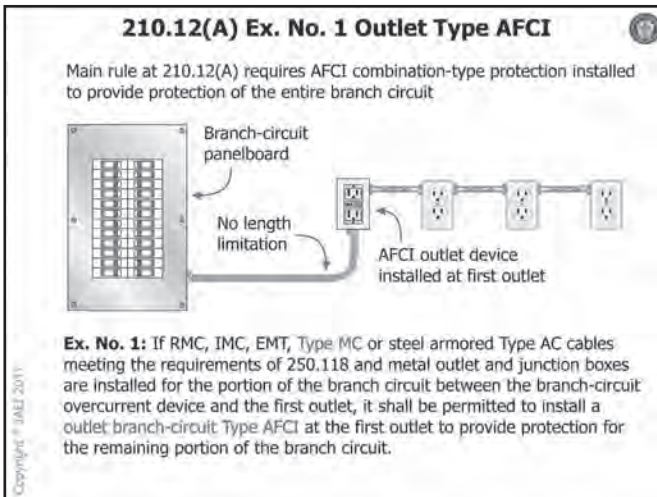 210.12(A) Ex. No. 1 Outlet Type AFCI
Main rule at 210.12(A) requires AFCI combination-type protection installed
to provide protection of the entire branch circuit
Branch-circuit
panelboard
No length
limitation
AFCI outlet device
installed at first outlet
Ex. No. 1: If RMC, IMC, EMT, Type MC or steel armored Type AC cables
meeting the requirements of 250.118 and metal outlet and junction boxes
are installed for the portion of the branch circuit between the branch-circuit
overcurrent device and the first outlet, it shall be permitted to install a
outlet branch-circuit Type AFCI at the first outlet to provide protection for
the remaining portion of the branch circuit.
Copyright © IAEI 2011